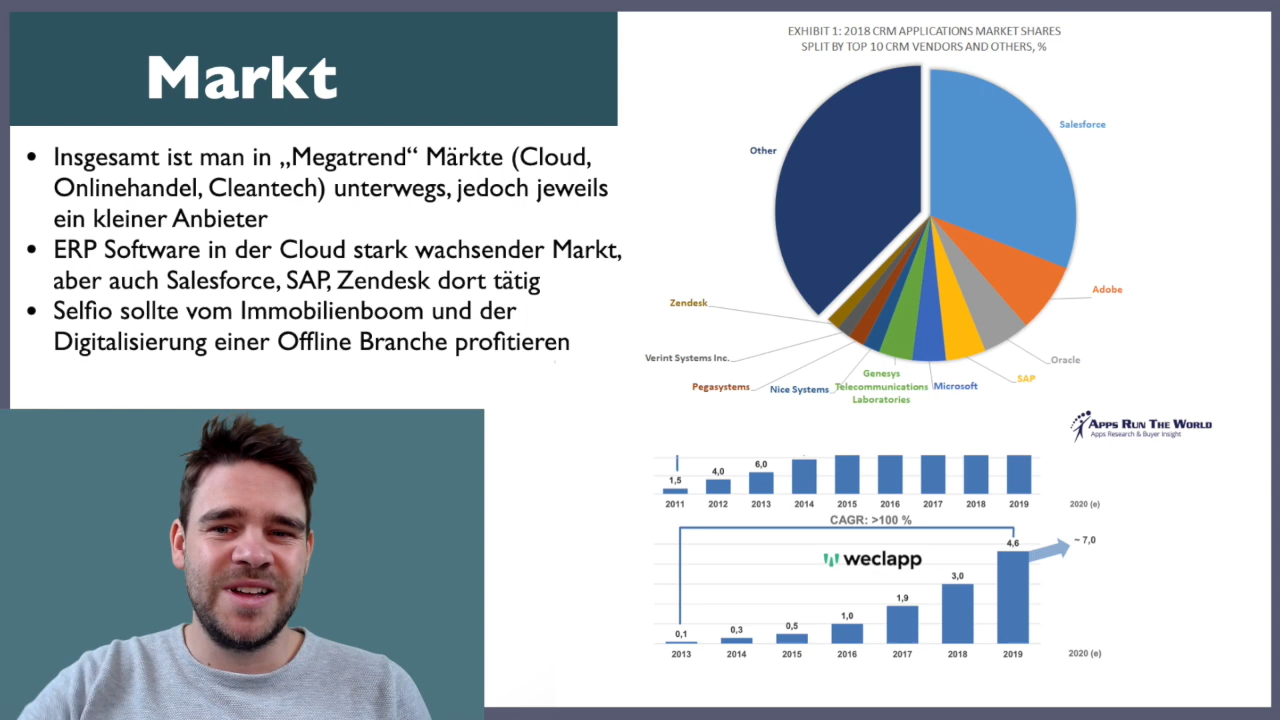 Markt
• Insgesamt ist man in „Megatrend“ Märkte (Cloud,
Onlinehandel, Cleantech) unterwegs, jedoch jeweils
ein kleiner Anbieter
• ERP Software in der Cloud stark wachsender Markt,
aber auch Salesforce, SAP, Zendesk dort tätig
• Selfio sollte vom Immobilienboom und der
Digitalisierung einer Offline Branche profitieren
EXHIBIT 1: 2018 CRM APPLICATIONS MARKET SHARES
SPLIT BY TOP 10 CRM VENDORS AND OTHERS, %
Salesforce
Other
Adobe
Zendesk
Verint Systems Inc.
Oracle
Genesys
Telecommunications
Laboratories
SAP
Pegasystems
Nice Systems
Microsoft
APPS RUN THE WORLD
Apps Research & Buyer Insight
1,5 4,0 6,0
2011 2012 2013 2014 2015 2016 2017 2018 2019 2020 (e)
CAGR: >100 %
weclapp
0,1 0,3 0,5 1,0 1,9 3,0 4,6 ~ 7,0
2013 2014 2015 2016 2017 2018 2019 2020 (e)